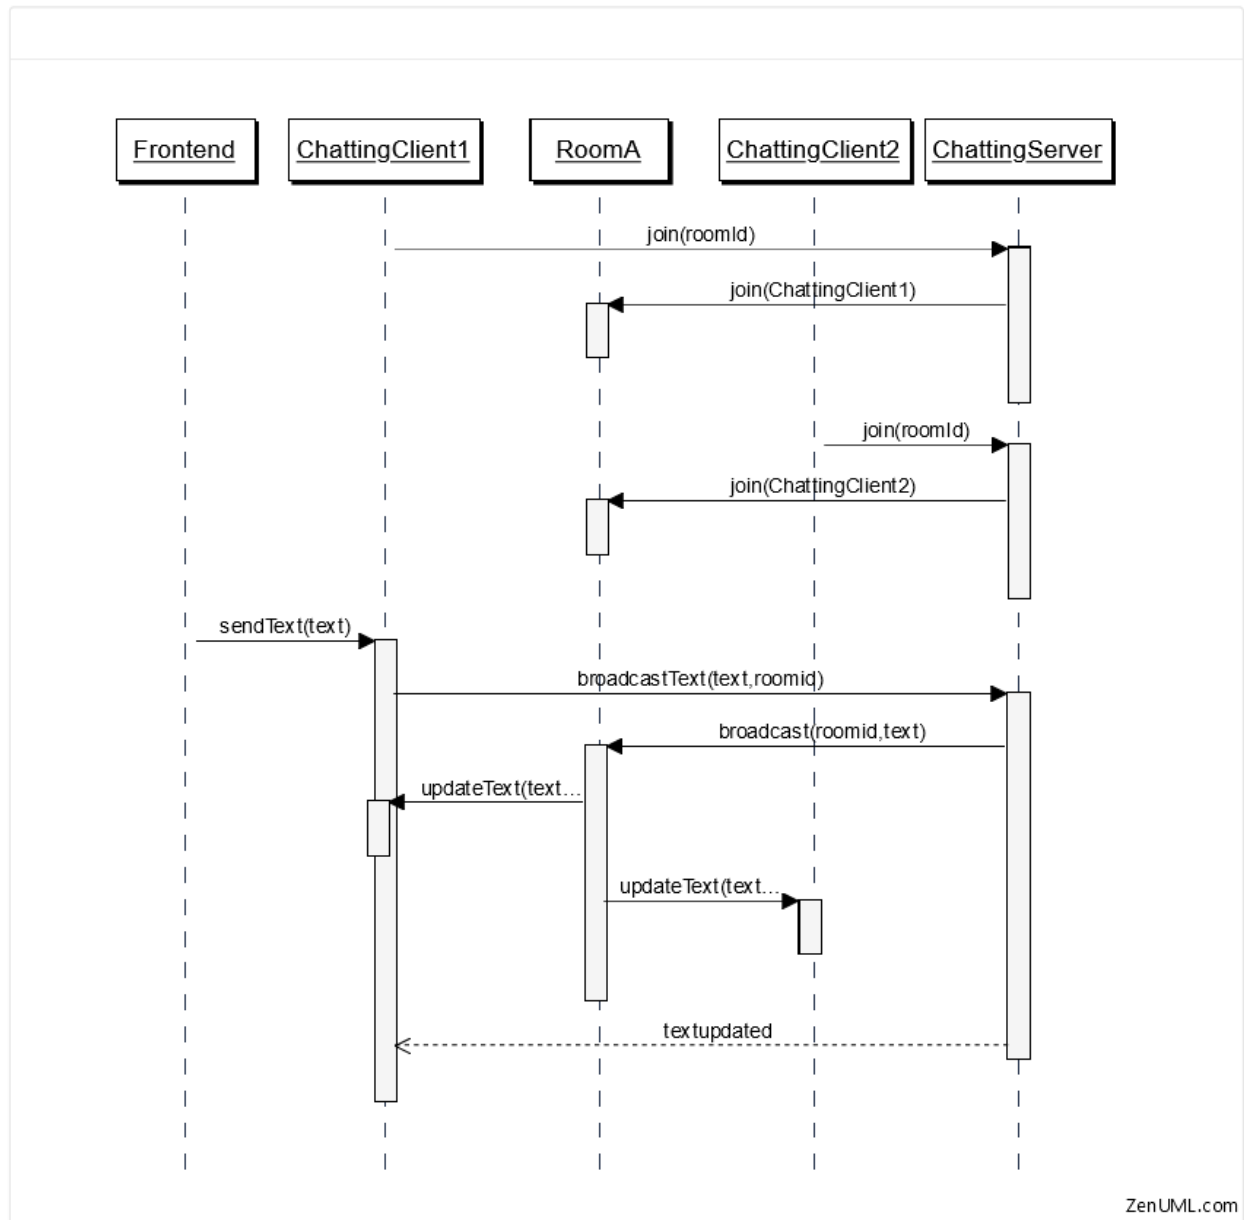 Frontend
ChattingClient1
RoomA
ChattingClient2
ChattingServer
join(roomId)
join(ChattingClient1)
join(roomId)
join(ChattingClient2)
sendText(text)
broadcastText(text,roomid)
broadcast(roomid,text)
updateText(text...
updateText(text...
textupdated
ZenUML.com